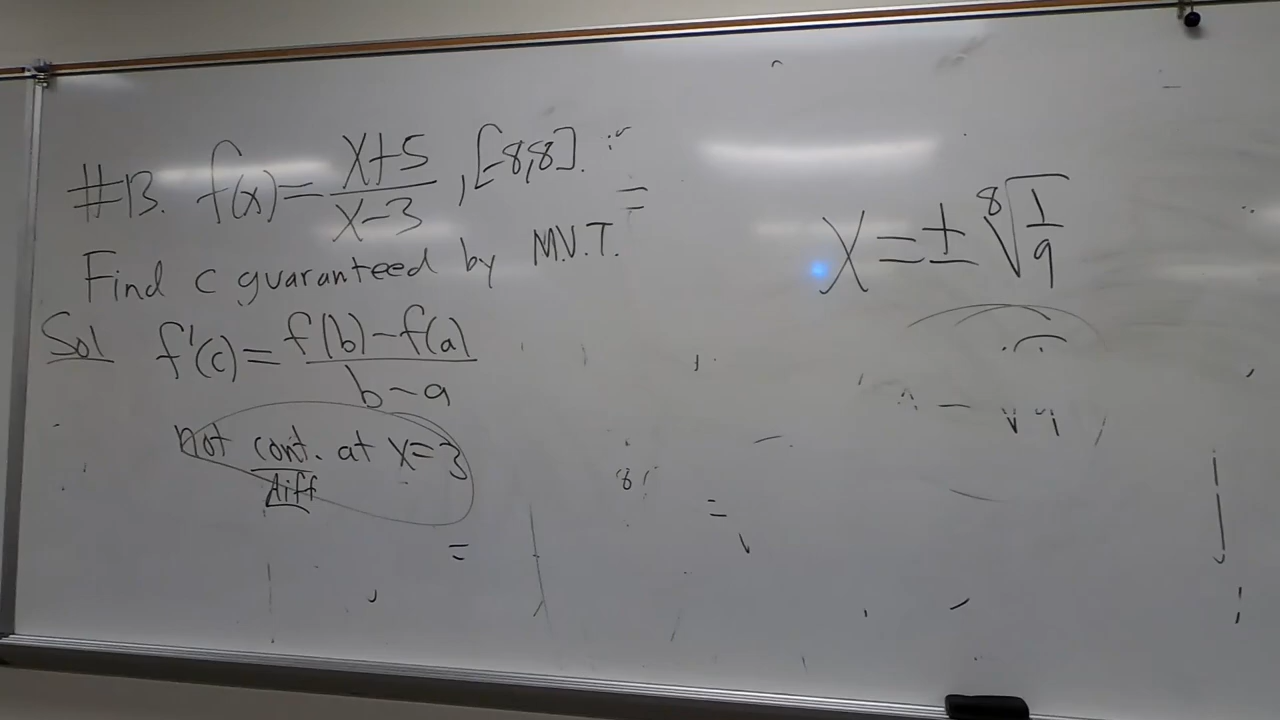 #13. f(x) = x+5 / x-3 , [-8,8].
Find c guaranteed by M.V.T.
Sol f'(c) = f(b)-f(a) / b-a
not cont. at x=3
diff
x = ± ⁸√(1/9)